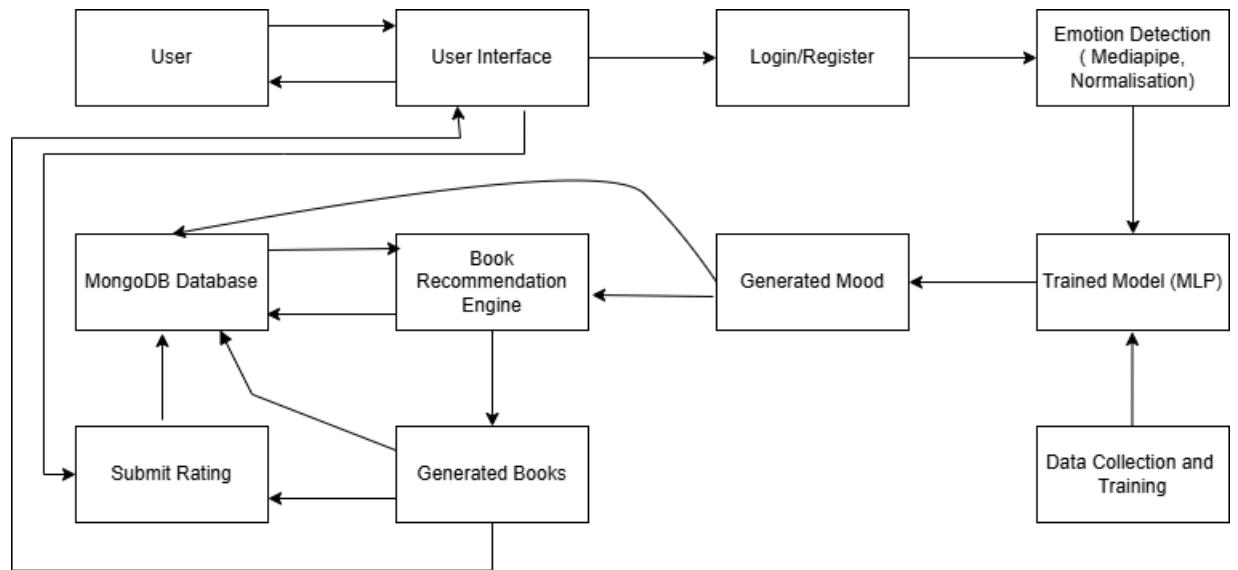 User
User Interface
Login/Register
Emotion Detection
( Mediapipe,
Normalisation)
MongoDB Database
Book
Recommendation
Engine
Generated Mood
Trained Model (MLP)
Submit Rating
Generated Books
Data Collection and
Training